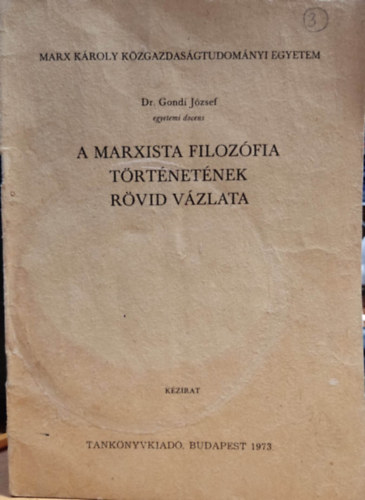 3
MARX KÁROLY KÖZGAZDASÁGTUDOMÁNYI EGYETEM
Dr. Gondi József
egyetemi docens
A MARXISTA FILOZÓFIA
TÖRTÉNETÉNEK
RÖVID VÁZLATA
KÉZIRAT
TANKÖNYVKIADÓ, BUDAPEST 1973